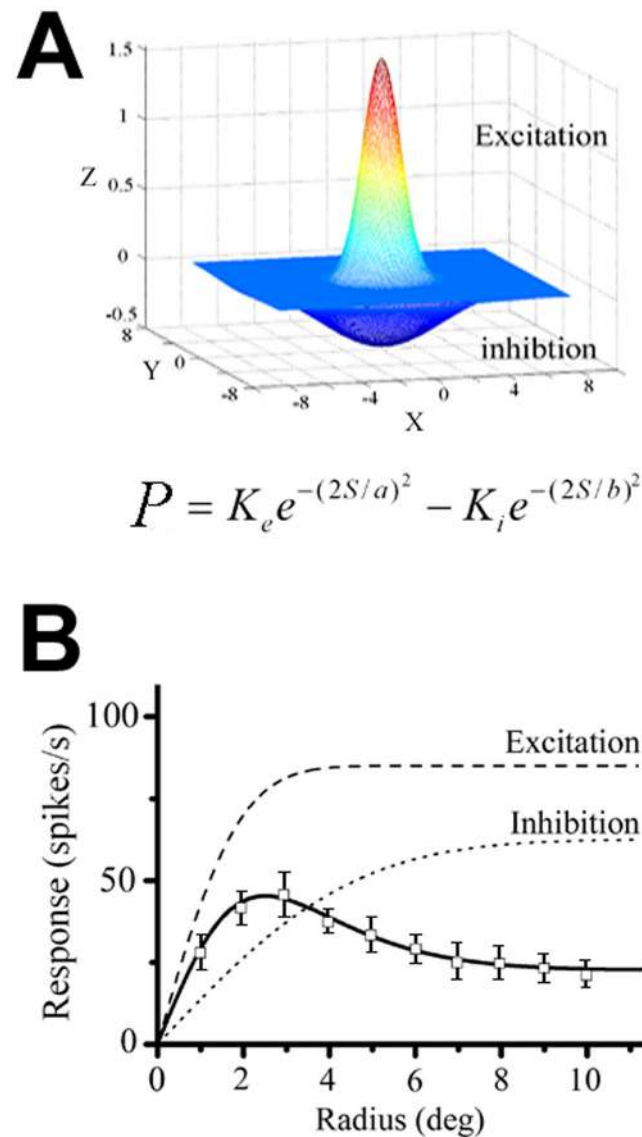 A
1.5
1
Z
0.5
0
-0.5
8
Y
0
-8
-8
-4
0
4
8
X
Excitation
inhibtion
P = K_e e^{-(2S/a)^2} - K_i e^{-(2S/b)^2}
B
Response (spikes/s)
100
50
0
Excitation
Inhibition
0 2 4 6 8 10
Radius (deg)